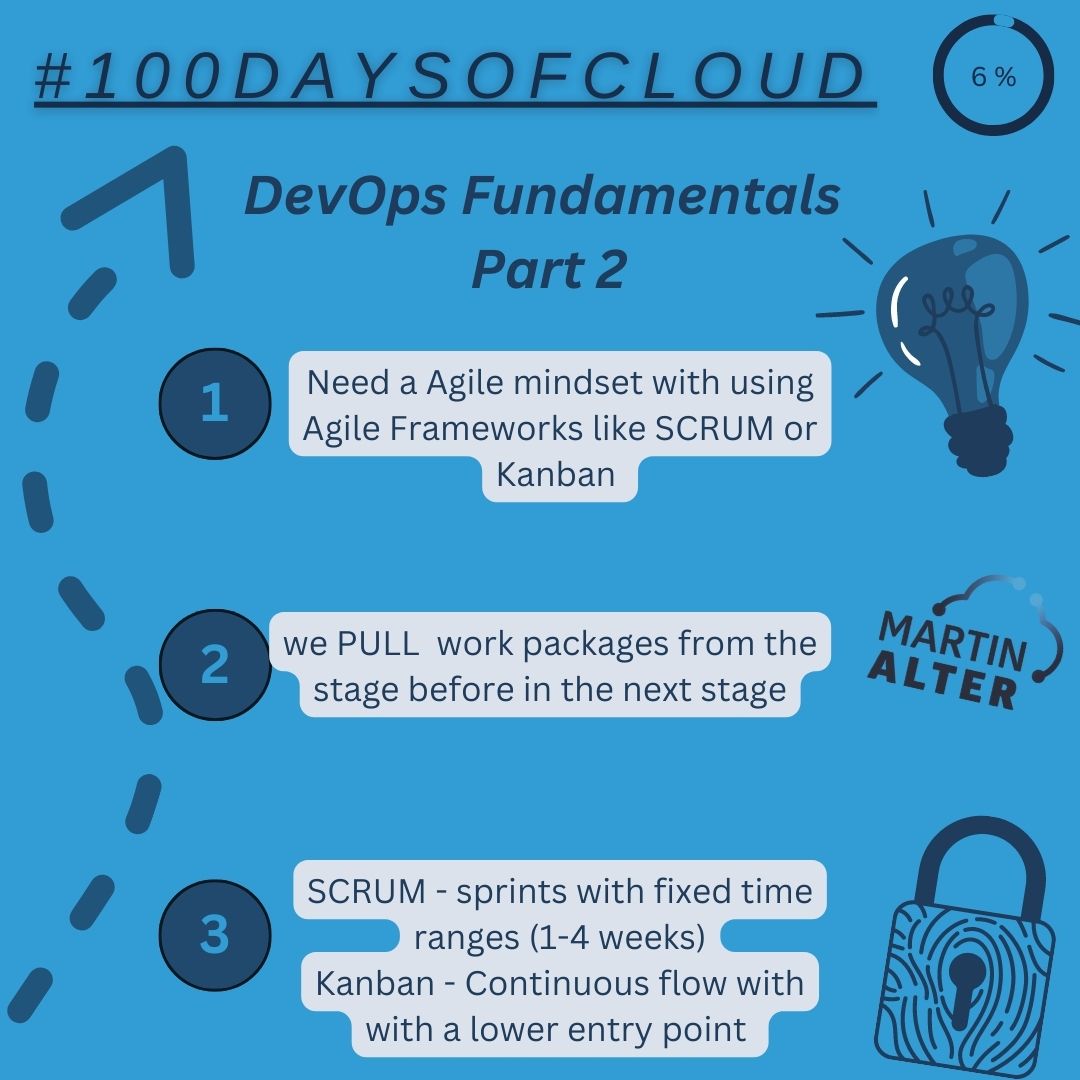 #100DAYSOFCLOUD
6 %
DevOps Fundamentals
Part 2
1
Need a Agile mindset with using
Agile Frameworks like SCRUM or
Kanban
2
we PULL  work packages from the
stage before in the next stage
MARTIN
ALTER
3
SCRUM - sprints with fixed time
ranges (1-4 weeks)
Kanban - Continuous flow with
with a lower entry point